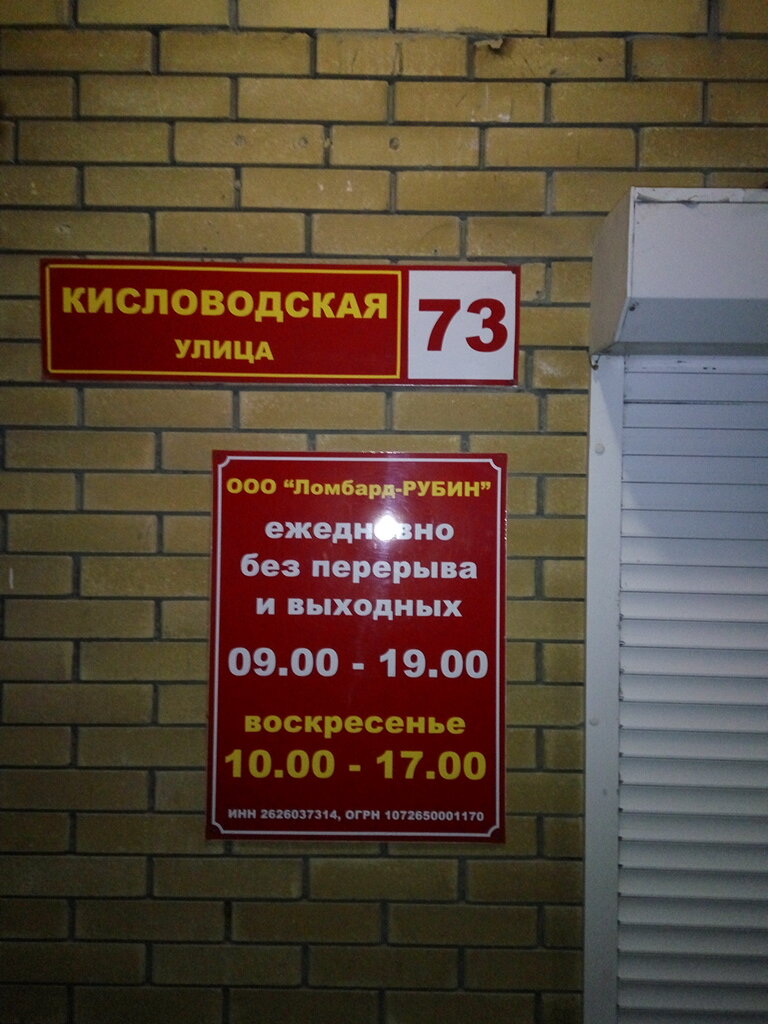 КИСЛОВОДСКАЯ
УЛИЦА
73
ООО "Ломбард-РУБИН"
ежедневно
без перерыва
и выходных
09.00 - 19.00
воскресенье
10.00 - 17.00
ИНН 2626037314, ОГРН 1072650001170